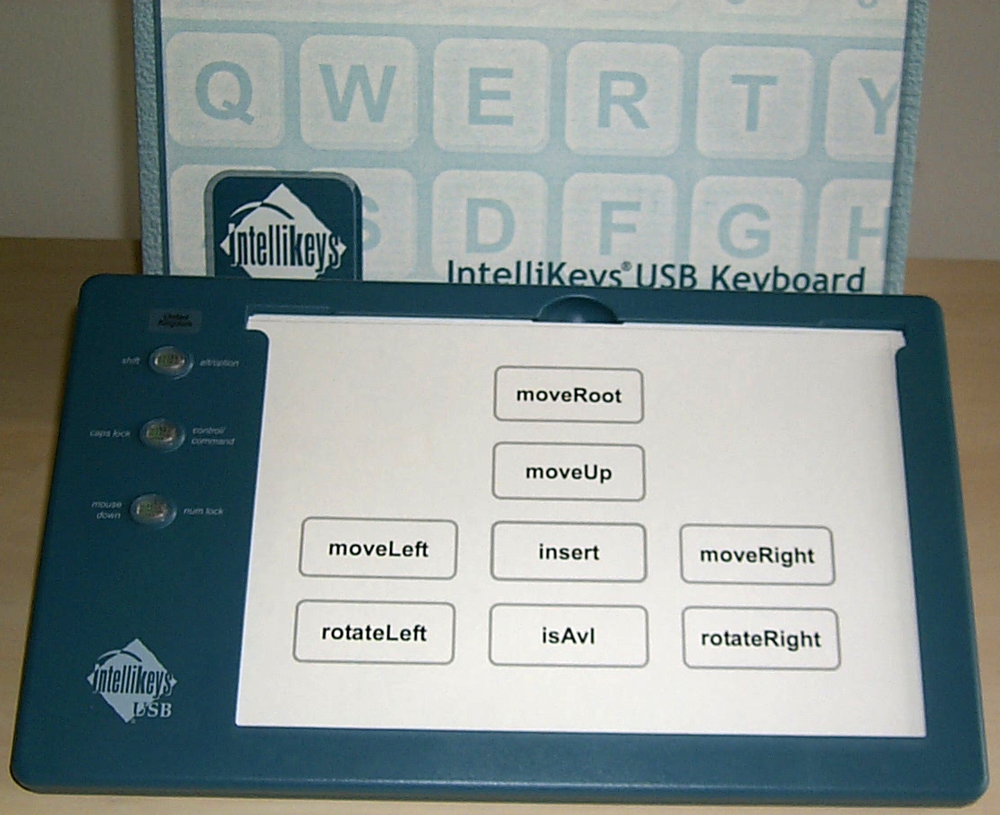 Q W E R T Y
S D F G H
intellikeys
IntelliKeys® USB Keyboard
United
Kingdom
shift alt/option
caps lock control/
command
mouse
down num lock
moveRoot
moveUp
moveLeft insert moveRight
rotateLeft isAvl rotateRight
intellikeys
USB